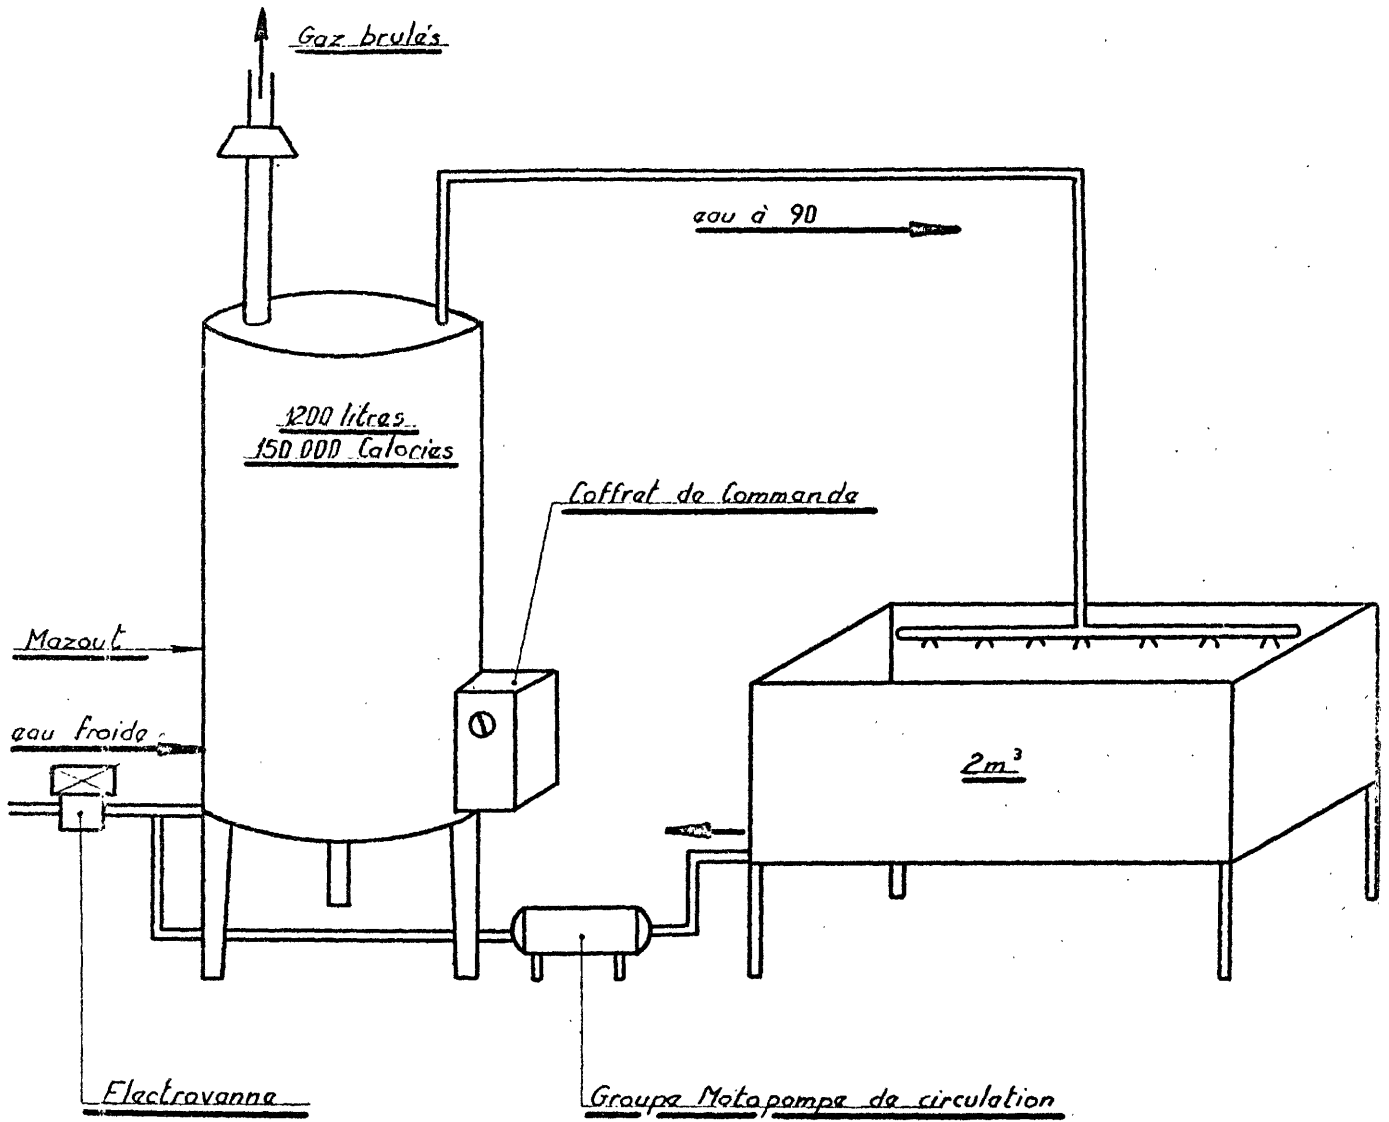 Gaz brulés
eau à 90
1200 litres
150.000 Calories
Coffret de Commande
Mazout
eau froide
2m³
Electrovanne
Groupe Motopompe de circulation